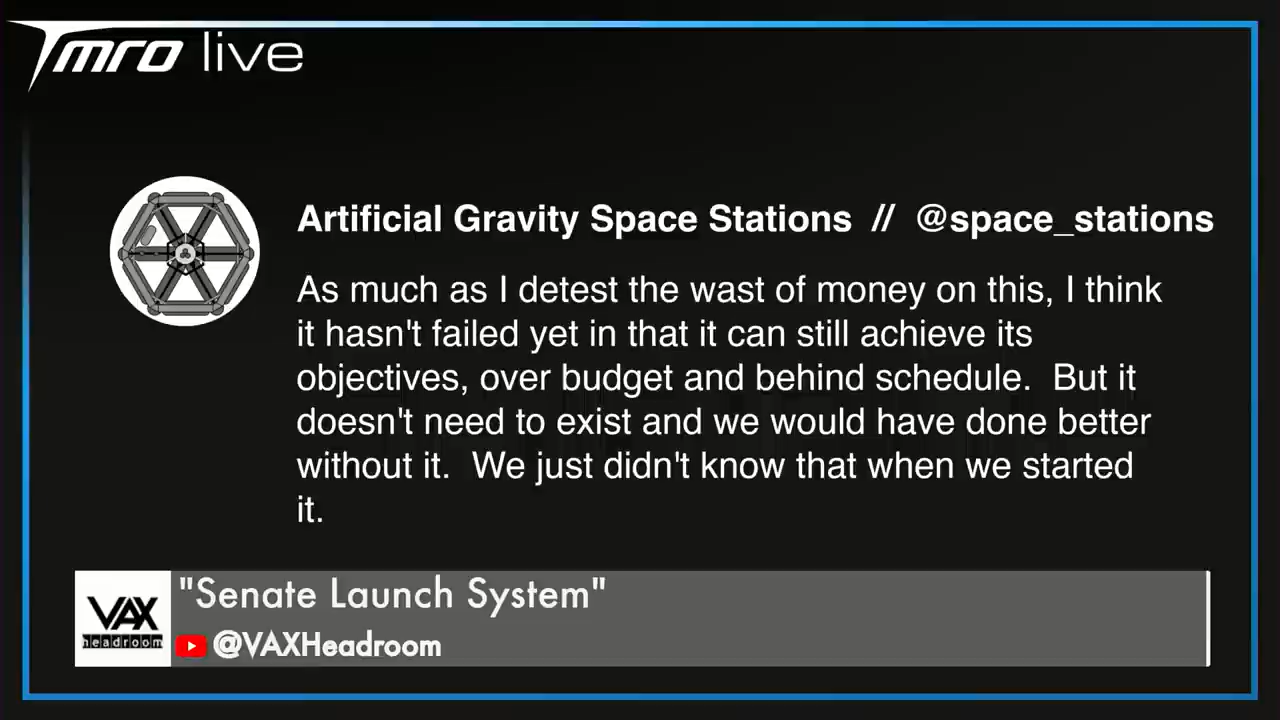 Tmro live
Artificial Gravity Space Stations // @space_stations
As much as I detest the wast of money on this, I think
it hasn't failed yet in that it can still achieve its
objectives, over budget and behind schedule. But it
doesn't need to exist and we would have done better
without it. We just didn't know that when we started
it.
"Senate Launch System"
VAX
headroom
@VAXHeadroom